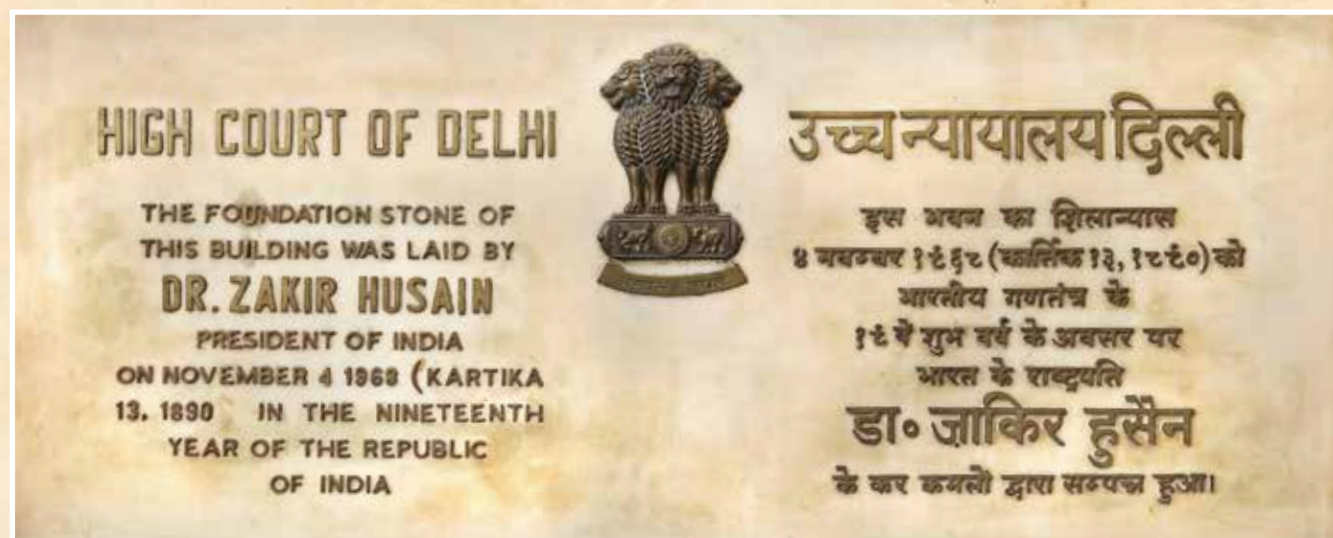 HIGH COURT OF DELHI
THE FOUNDATION STONE OF
THIS BUILDING WAS LAID BY
DR. ZAKIR HUSAIN
PRESIDENT OF INDIA
ON NOVEMBER 4 1968 (KARTIKA
13. 1890 IN THE NINETEENTH
YEAR OF THE REPUBLIC
OF INDIA
उच्च न्यायालय दिल्ली
इस भवन का शिलान्यास
४ नवम्बर १९६८ (कार्तिक १३, १८९०) को
भारतीय गणतंत्र के
१९ वें शुभ वर्ष के अवसर पर
भारत के राष्ट्रपति
डा॰ ज़ाकिर हुसैन
के कर कमलों द्वारा सम्पन्न हुआ।